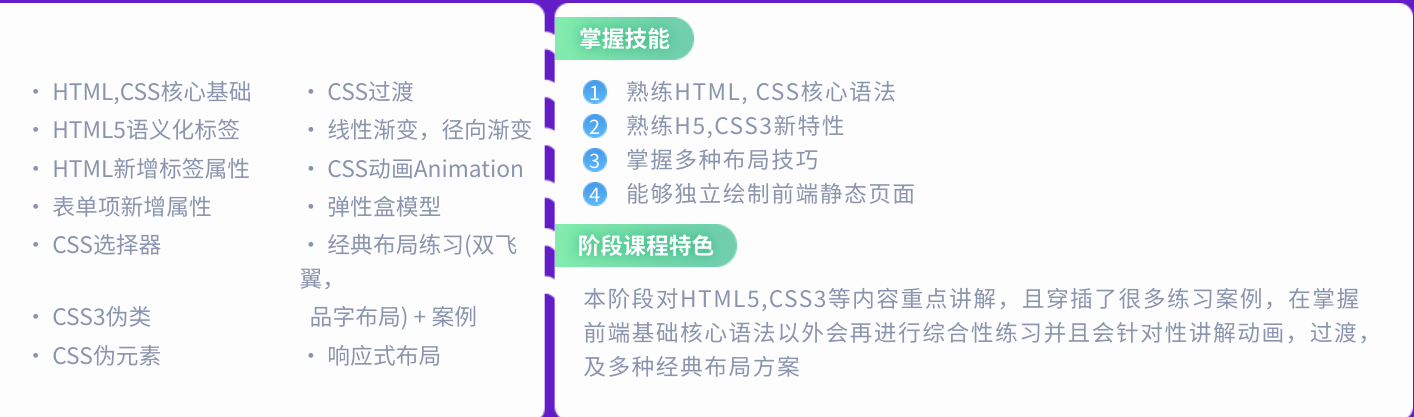 • HTML,CSS核心基础
• HTML5语义化标签
• HTML新增标签属性
• 表单项新增属性
• CSS选择器
• CSS3伪类
• CSS伪元素
• CSS过渡
• 线性渐变，径向渐变
• CSS动画Animation
• 弹性盒模型
• 经典布局练习(双飞
翼，
品字布局) + 案例
• 响应式布局
掌握技能
1 熟练HTML, CSS核心语法
2 熟练H5,CSS3新特性
3 掌握多种布局技巧
4 能够独立绘制前端静态页面
阶段课程特色
本阶段对HTML5,CSS3等内容重点讲解，且穿插了很多练习案例，在掌握
前端基础核心语法以外会再进行综合性练习并且会针对性讲解动画，过渡，
及多种经典布局方案